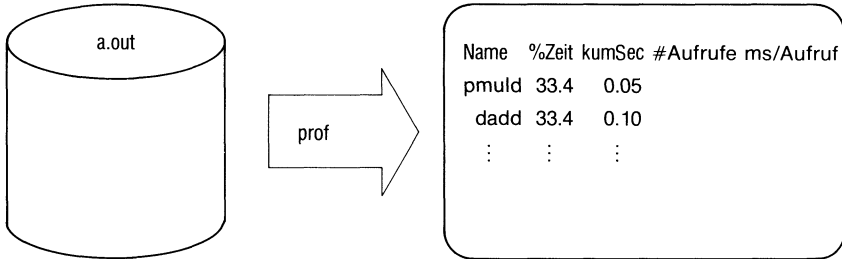 a.out
prof
Name %Zeit kumSec #Aufrufe ms/Aufruf
pmuld 33.4 0.05
dadd 33.4 0.10
⋮ ⋮ ⋮